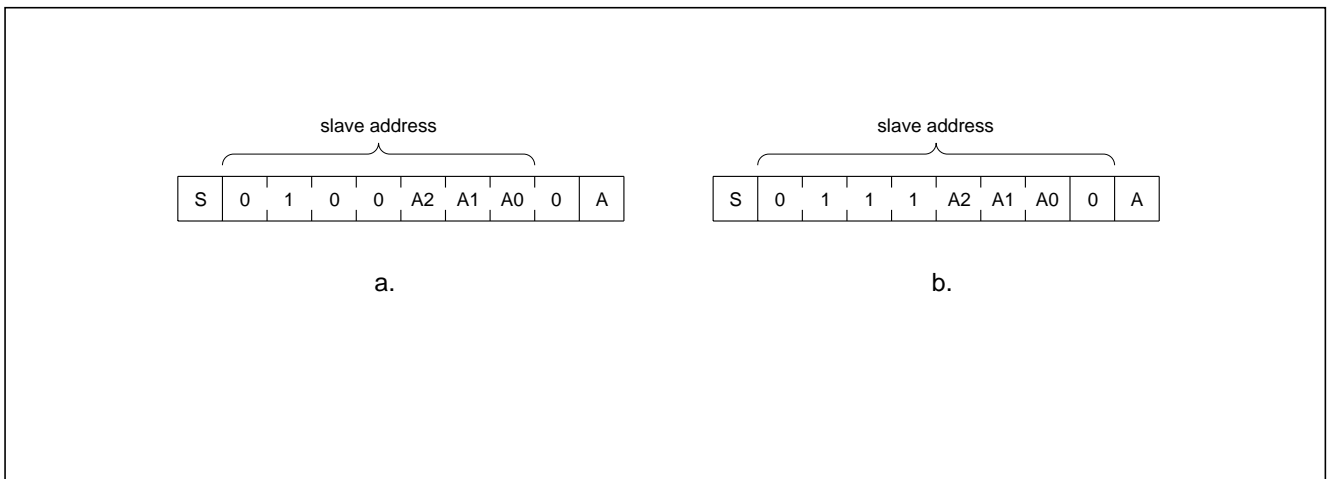 slave address
S 0 1 0 0 A2 A1 A0 0 A
a.
slave address
S 0 1 1 1 A2 A1 A0 0 A
b.